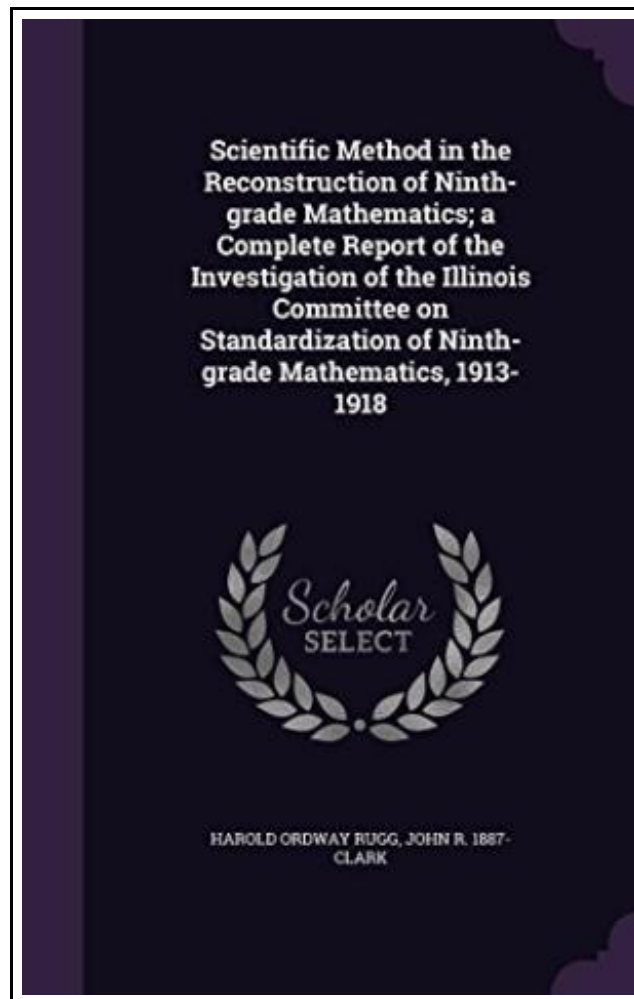 Scientific Method in the
Reconstruction of Ninth-
grade Mathematics; a
Complete Report of the
Investigation of the Illinois
Committee on
Standardization of Ninth-
grade Mathematics, 1913-
1918
Scholar
SELECT
HAROLD ORDWAY RUGG, JOHN R. 1887-
CLARK